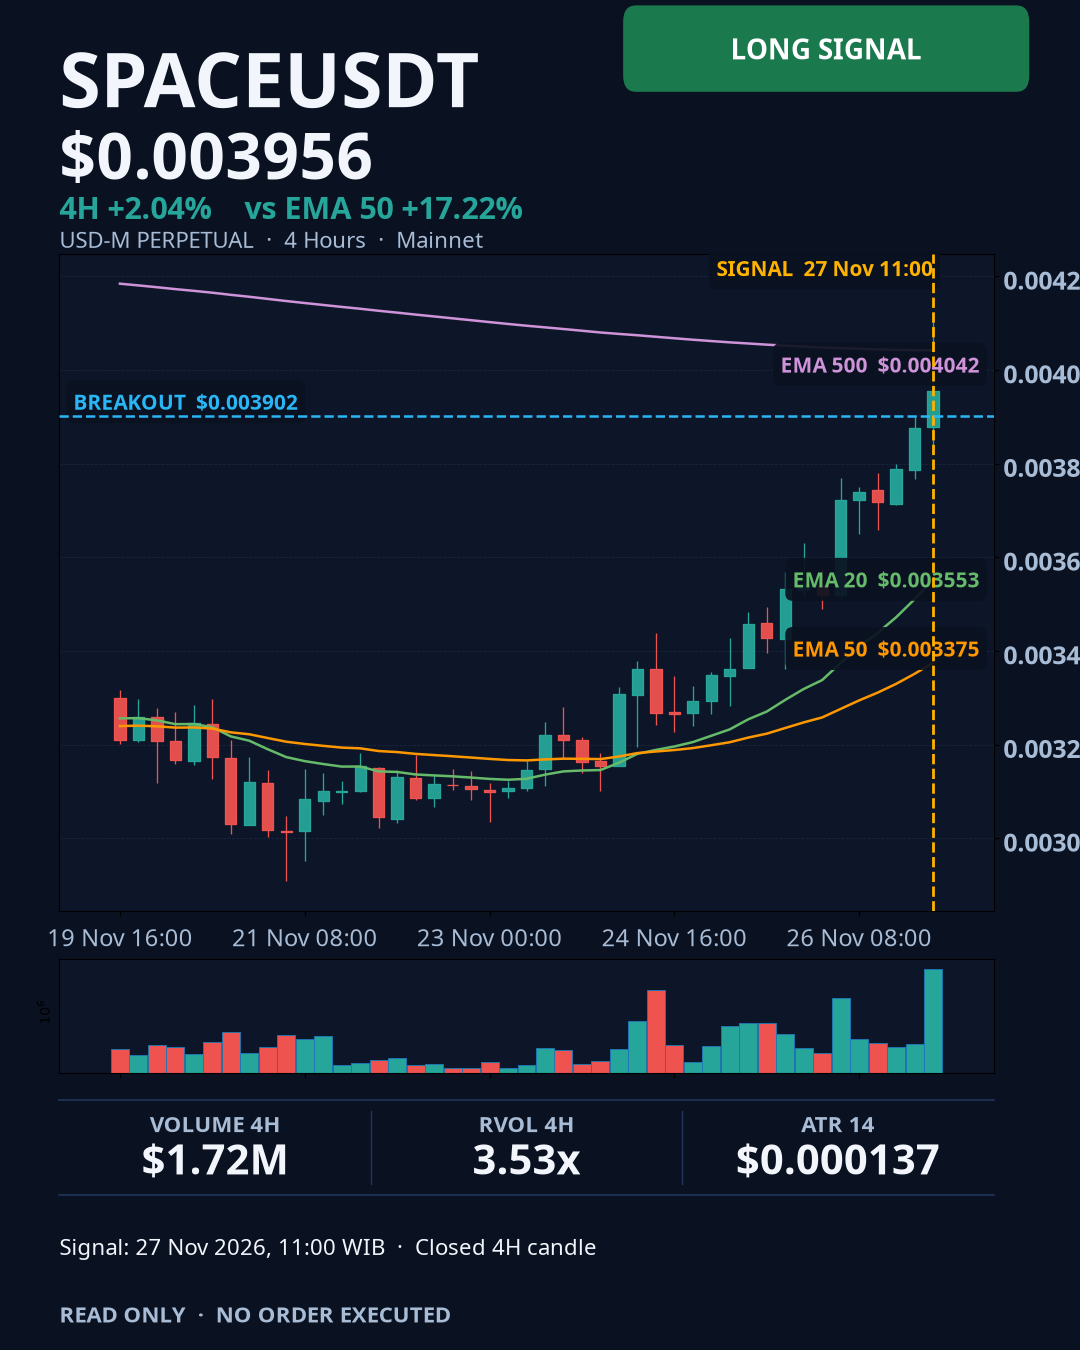 LONG SIGNAL
SPACEUSDT
$0.003956
4H +2.04% vs EMA 50 +17.22%
USD-M PERPETUAL · 4 Hours · Mainnet
SIGNAL 27 Nov 11:00
0.0042
EMA 500 $0.004042
0.0040
BREAKOUT $0.003902
0.0038
0.0036
EMA 20 $0.003553
EMA 50 $0.003375
0.0034
0.0032
0.0030
19 Nov 16:00 21 Nov 08:00 23 Nov 00:00 24 Nov 16:00 26 Nov 08:00
10⁶
VOLUME 4H RVOL 4H ATR 14
$1.72M 3.53x $0.000137
Signal: 27 Nov 2026, 11:00 WIB · Closed 4H candle
READ ONLY · NO ORDER EXECUTED